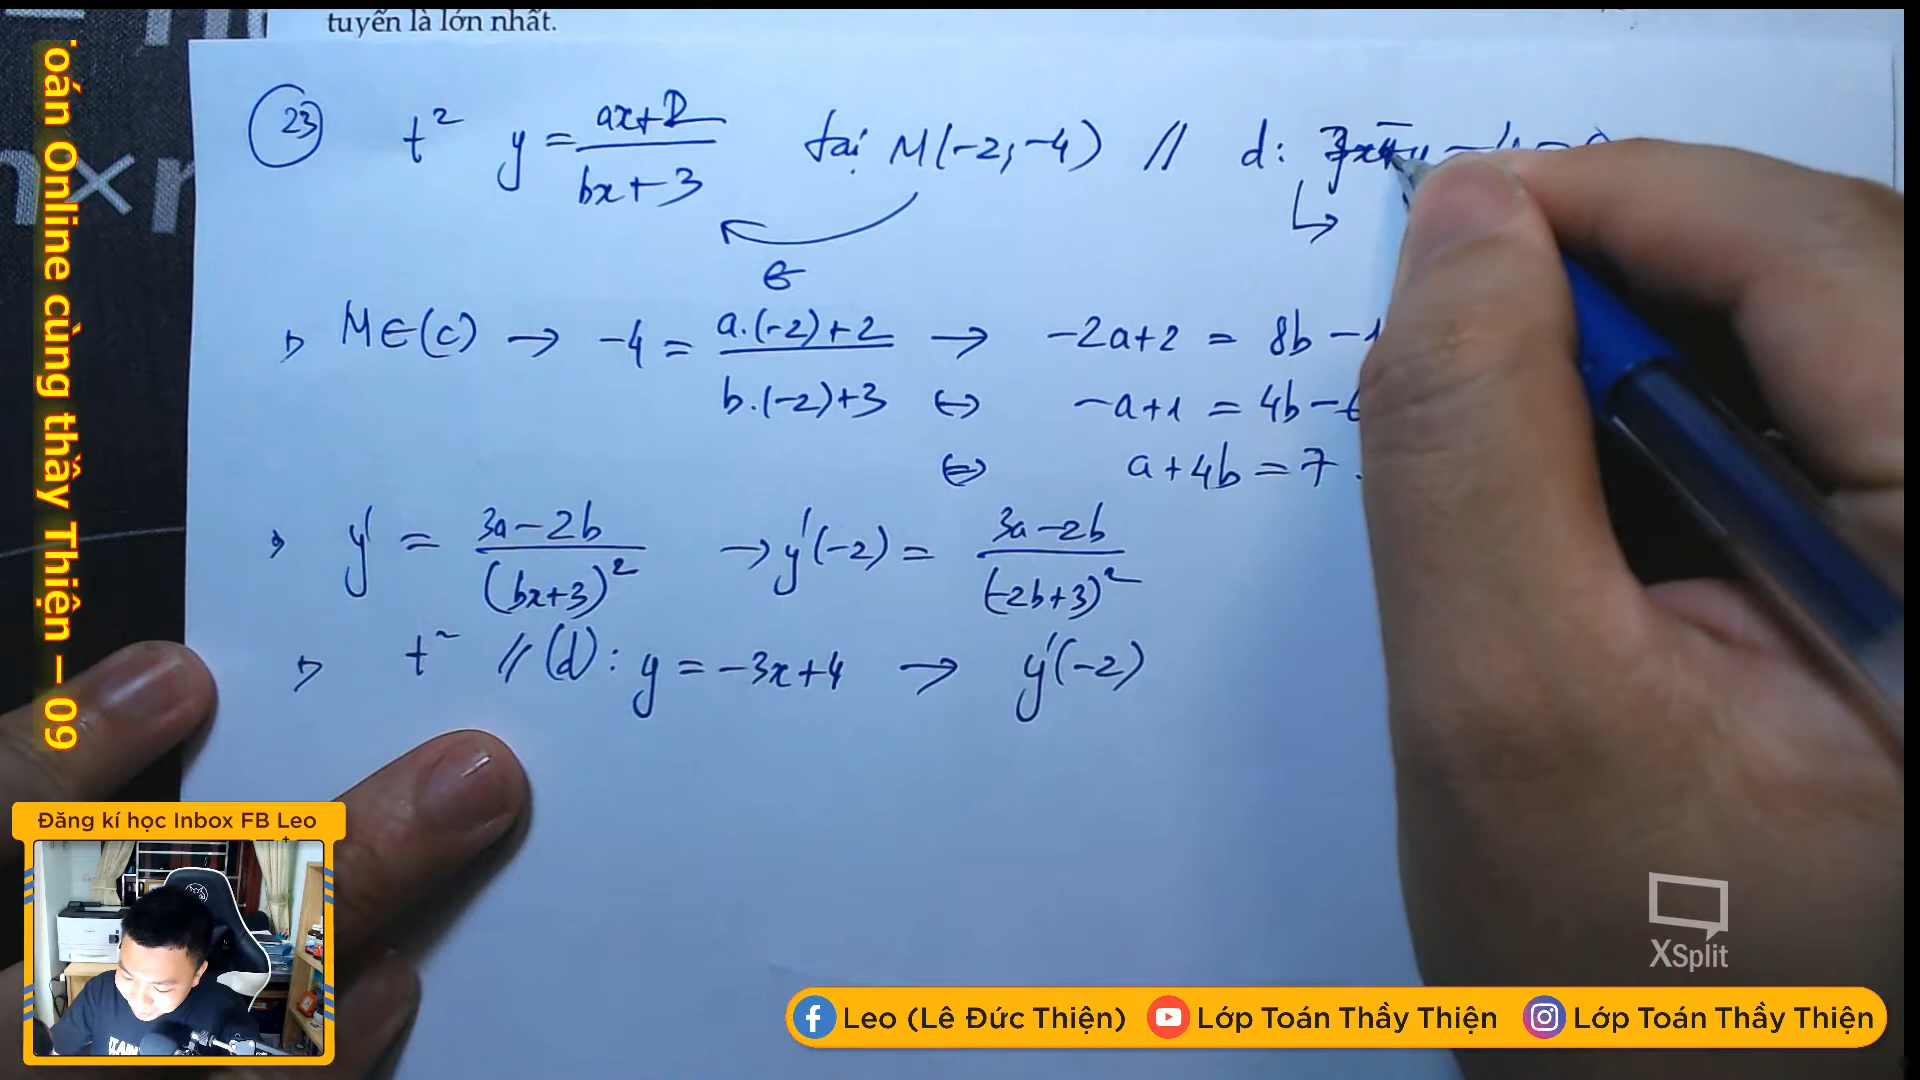 tuyến là lớn nhất.
23 t² y = ax+2 / bx+3 tại M(-2;-4) // d:
M∈(C) → -4 = a.(-2)+2 / b.(-2)+3 → -2a+2 = 8b -
⇔ -a+1 = 4b-6
⇔ a+4b=7
y' = 3a-2b / (bx+3)² → y'(-2) = 3a-2b / (-2b+3)²
t~ // (d): y = -3x+4 → y'(-2)
oán Online cùng thầy Thiện – 09
Đăng kí học Inbox FB Leo
XSplit
Leo (Lê Đức Thiện) Lớp Toán Thầy Thiện Lớp Toán Thầy Thiện